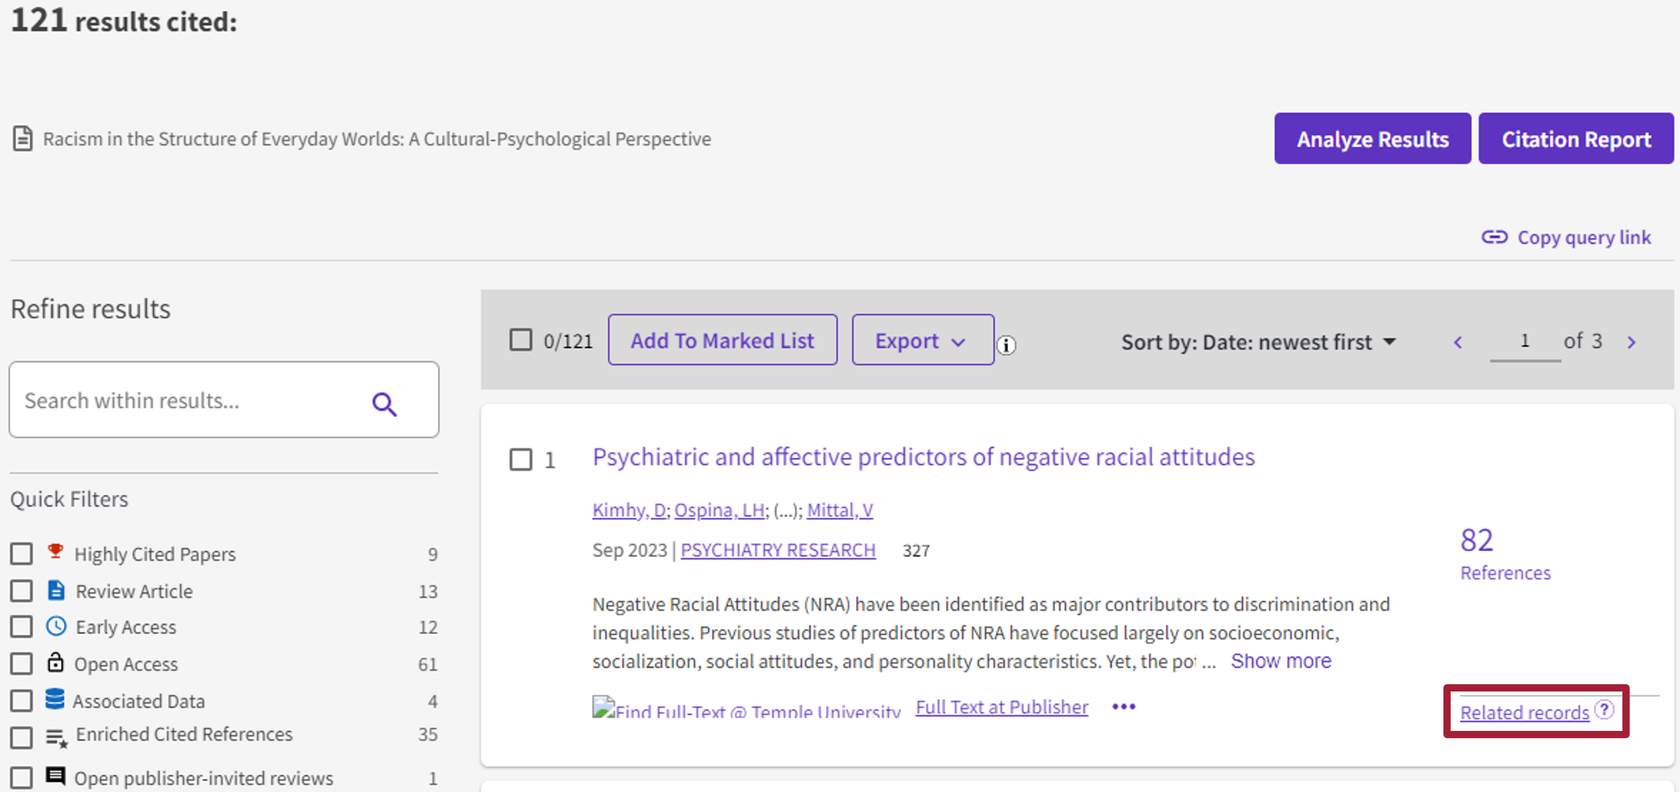 121 results cited:
Racism in the Structure of Everyday Worlds: A Cultural-Psychological Perspective
Analyze Results
Citation Report
Copy query link
Refine results
Search within results...
Quick Filters
Highly Cited Papers 9
Review Article 13
Early Access 12
Open Access 61
Associated Data 4
Enriched Cited References 35
Open publisher-invited reviews 1
0/121 Add To Marked List Export Sort by: Date: newest first 1 of 3
1 Psychiatric and affective predictors of negative racial attitudes
Kimhy, D; Ospina, LH; (...); Mittal, V
Sep 2023 | PSYCHIATRY RESEARCH 327
Negative Racial Attitudes (NRA) have been identified as major contributors to discrimination and
inequalities. Previous studies of predictors of NRA have focused largely on socioeconomic,
socialization, social attitudes, and personality characteristics. Yet, the pot ... Show more
Find Full-Text @ Temple University Full Text at Publisher
82
References
Related records ?